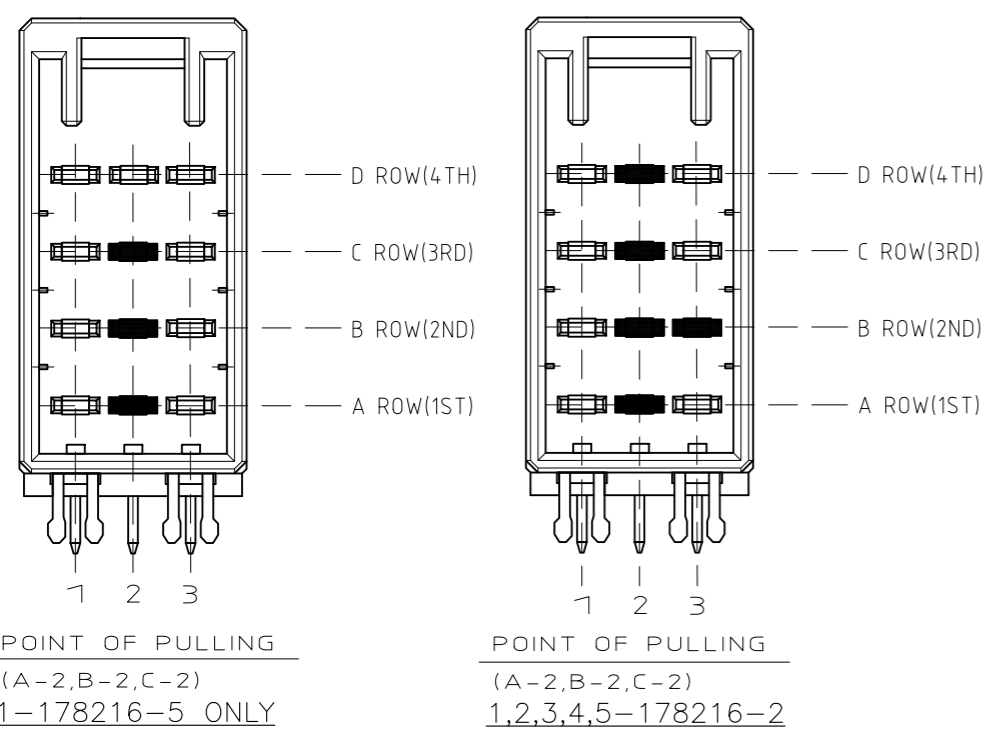 D ROW(4TH)
C ROW(3RD)
B ROW(2ND)
A ROW(1ST)
1 2 3
POINT OF PULLING
(A-2,B-2,C-2)
1-178216-5 ONLY
D ROW(4TH)
C ROW(3RD)
B ROW(2ND)
A ROW(1ST)
1 2 3
POINT OF PULLING
(A-2,B-2,C-2)
1,2,3,4,5-178216-2